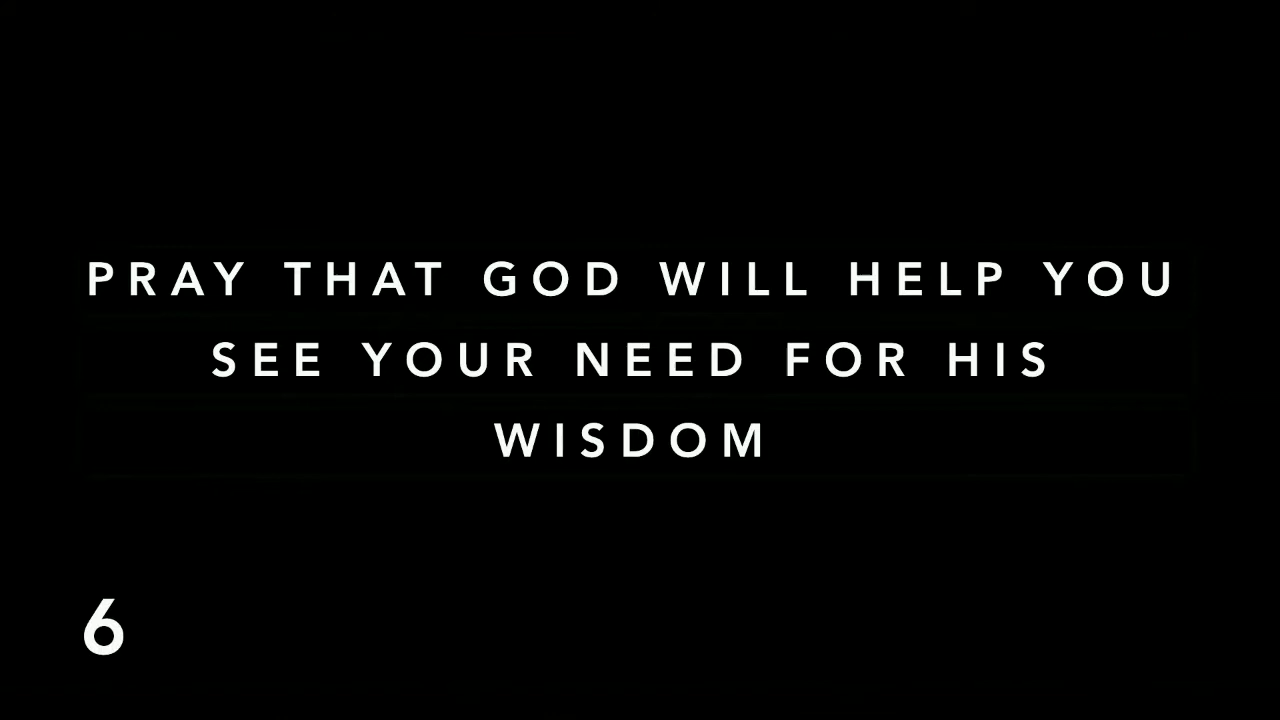 PRAY THAT GOD WILL HELP YOU
SEE YOUR NEED FOR HIS
WISDOM
6